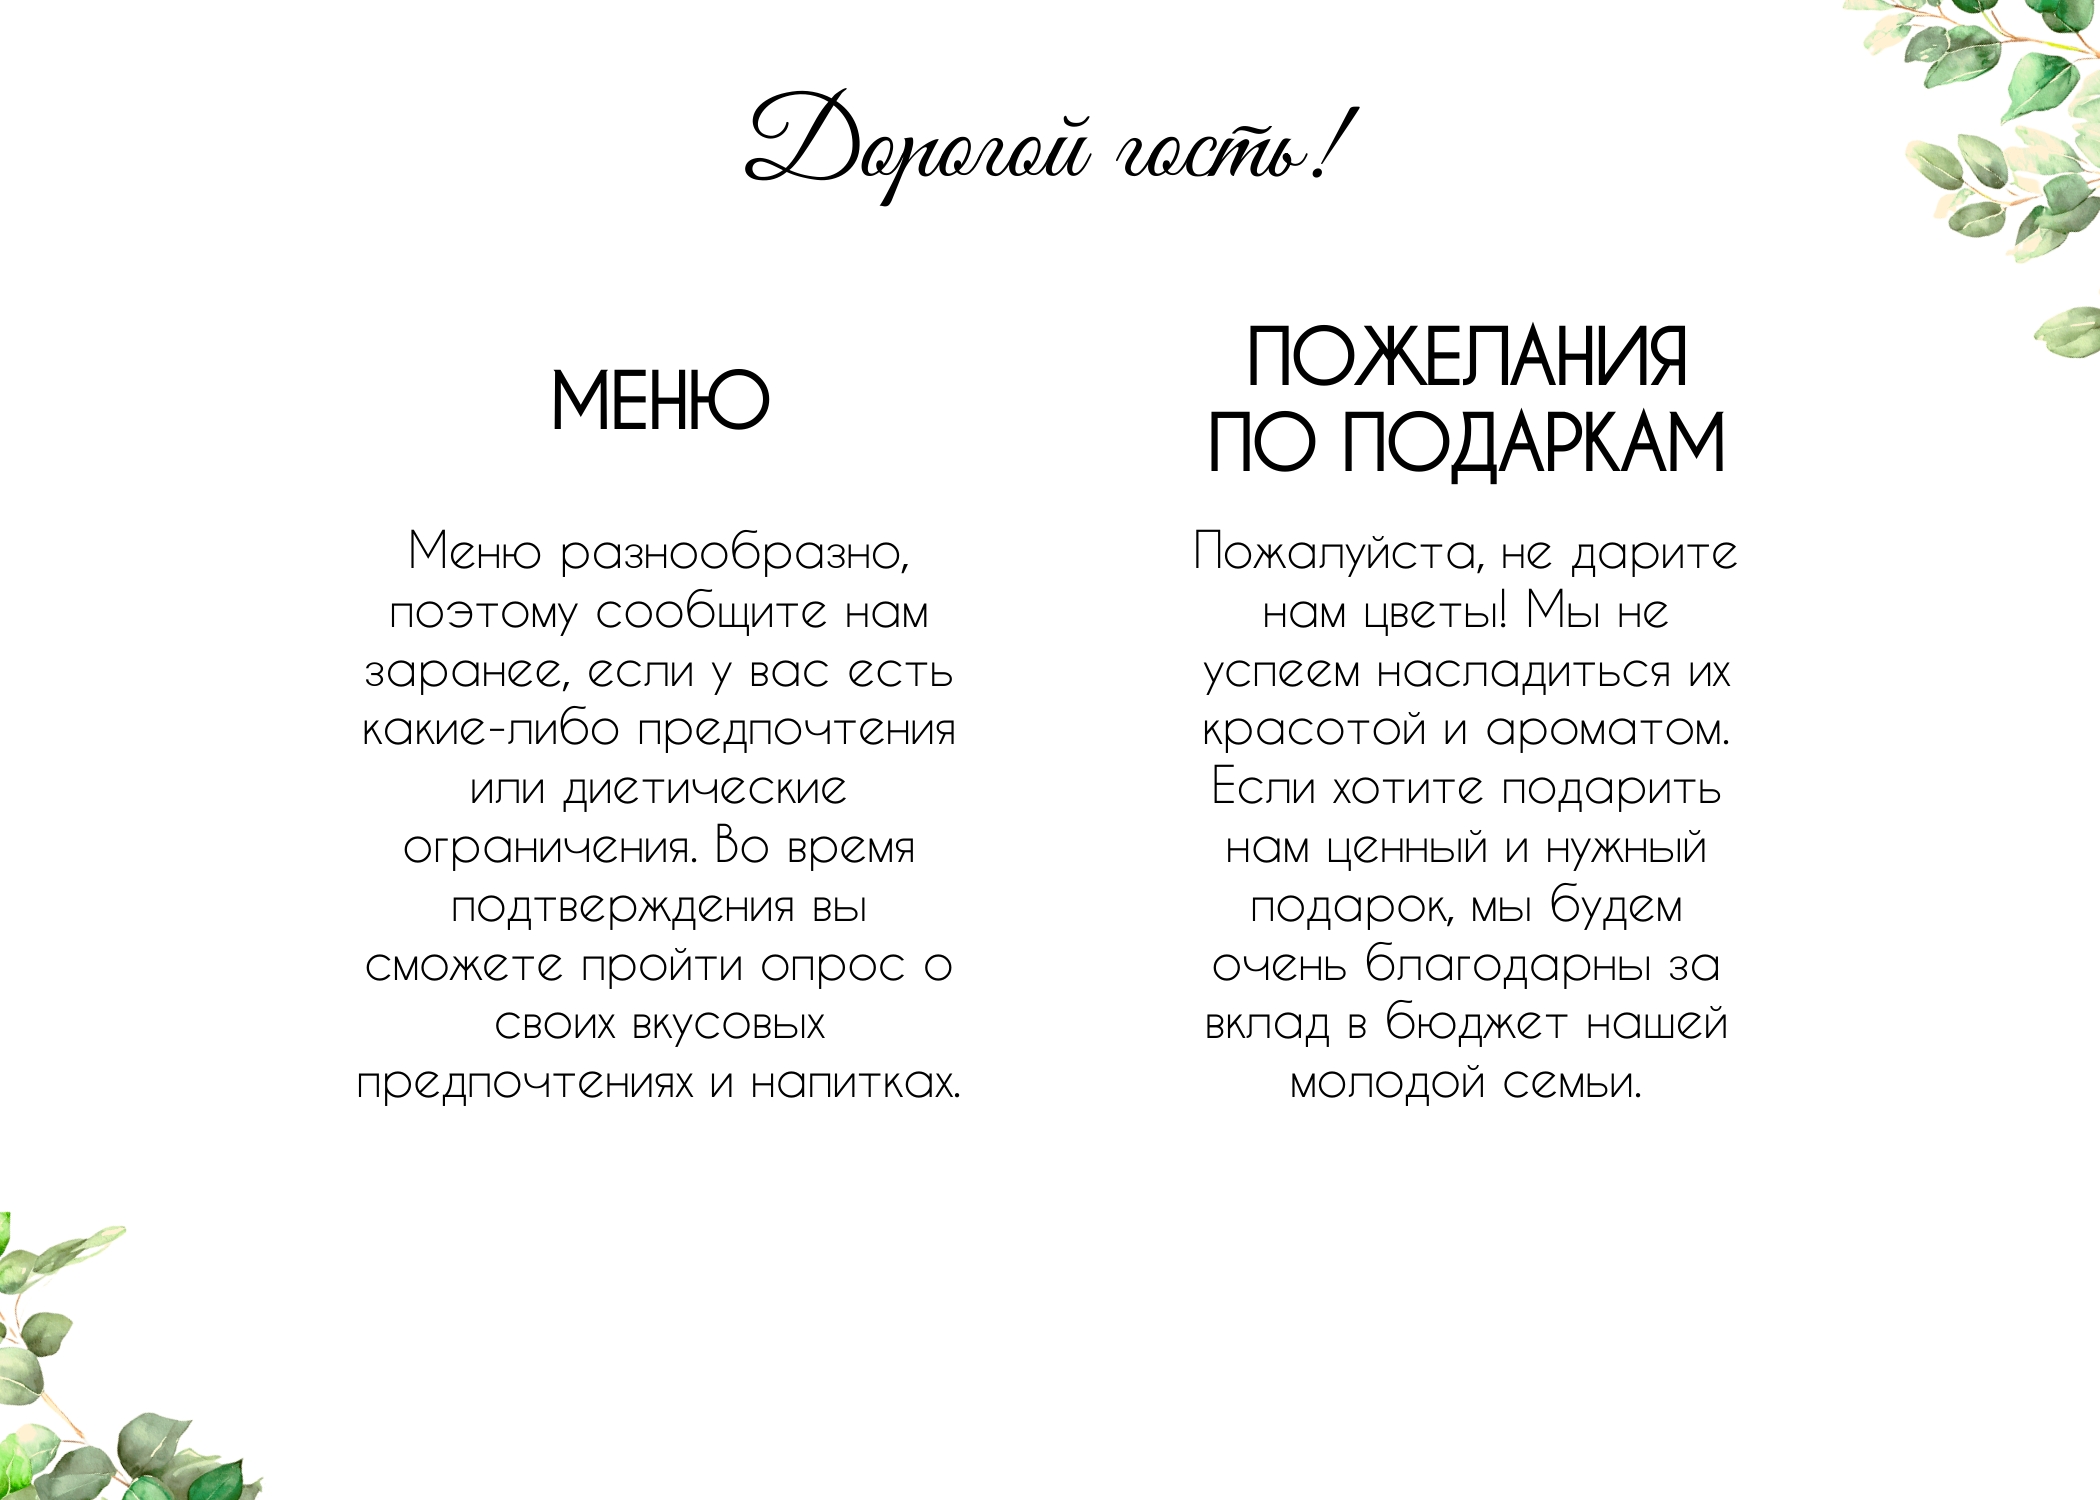 Дорогой гость!
МЕНЮ
Меню разнообразно,
поэтому сообщите нам
заранее, если у вас есть
какие-либо предпочтения
или диетические
ограничения. Во время
подтверждения вы
сможете пройти опрос о
своих вкусовых
предпочтениях и напитках.
ПОЖЕЛАНИЯ
ПО ПОДАРКАМ
Пожалуйста, не дарите
нам цветы! Мы не
успеем насладиться их
красотой и ароматом.
Если хотите подарить
нам ценный и нужный
подарок, мы будем
очень благодарны за
вклад в бюджет нашей
молодой семьи.